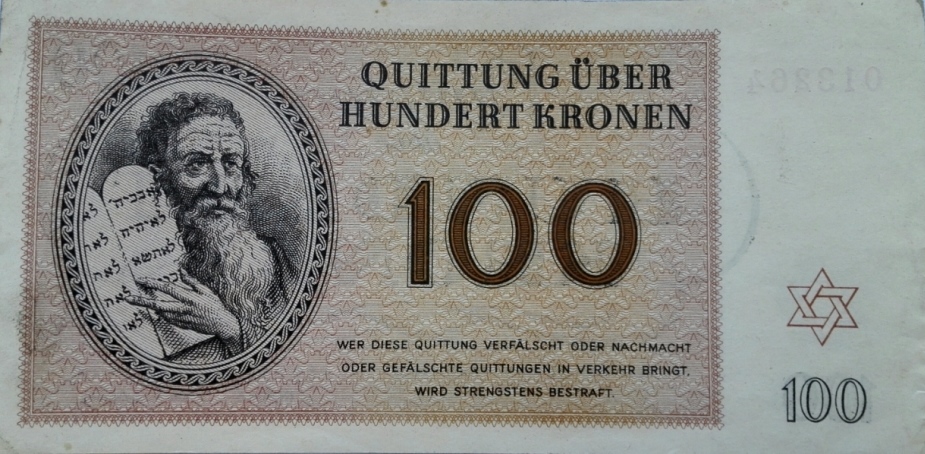 QUITTUNG ÜBER
HUNDERT KRONEN
100
WER DIESE QUITTUNG VERFÄLSCHT ODER NACHMACHT
ODER GEFÄLSCHTE QUITTUNGEN IN VERKEHR BRINGT,
WIRD STRENGSTENS BESTRAFT.
100